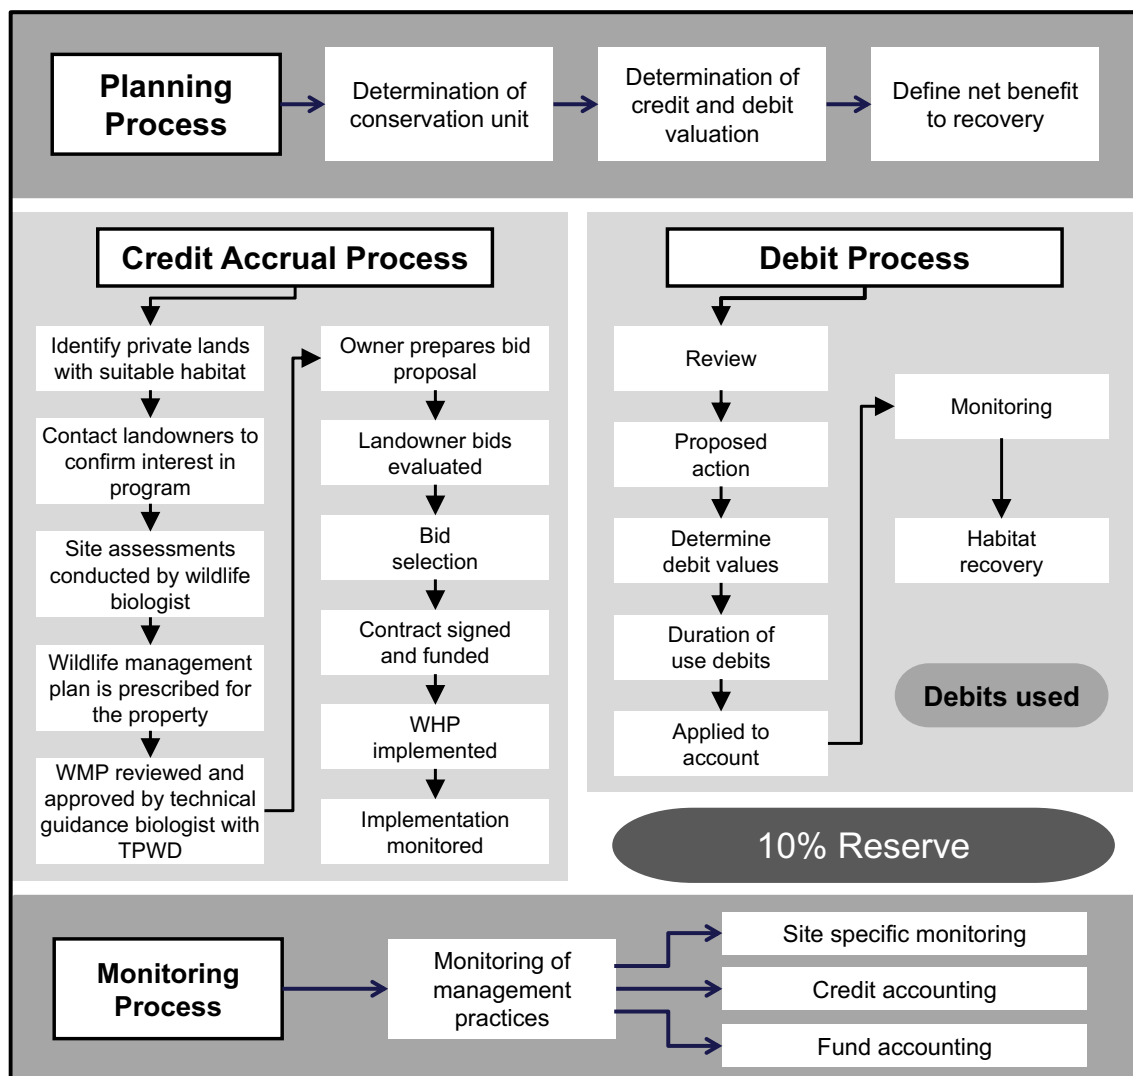 Planning
Process
Determination of
conservation unit
Determination of
credit and debit
valuation
Define net benefit
to recovery
Credit Accrual Process
Identify private lands
with suitable habitat
Contact landowners to
confirm interest in
program
Site assessments
conducted by wildlife
biologist
Wildlife management
plan is prescribed for
the property
WMP reviewed and
approved by technical
guidance biologist with
TPWD
Owner prepares bid
proposal
Landowner bids
evaluated
Bid
selection
Contract signed
and funded
WHP
implemented
Implementation
monitored
Debit Process
Review
Proposed
action
Determine
debit values
Duration of
use debits
Applied to
account
Monitoring
Habitat
recovery
Debits used
10% Reserve
Monitoring
Process
Monitoring of
management
practices
Site specific monitoring
Credit accounting
Fund accounting